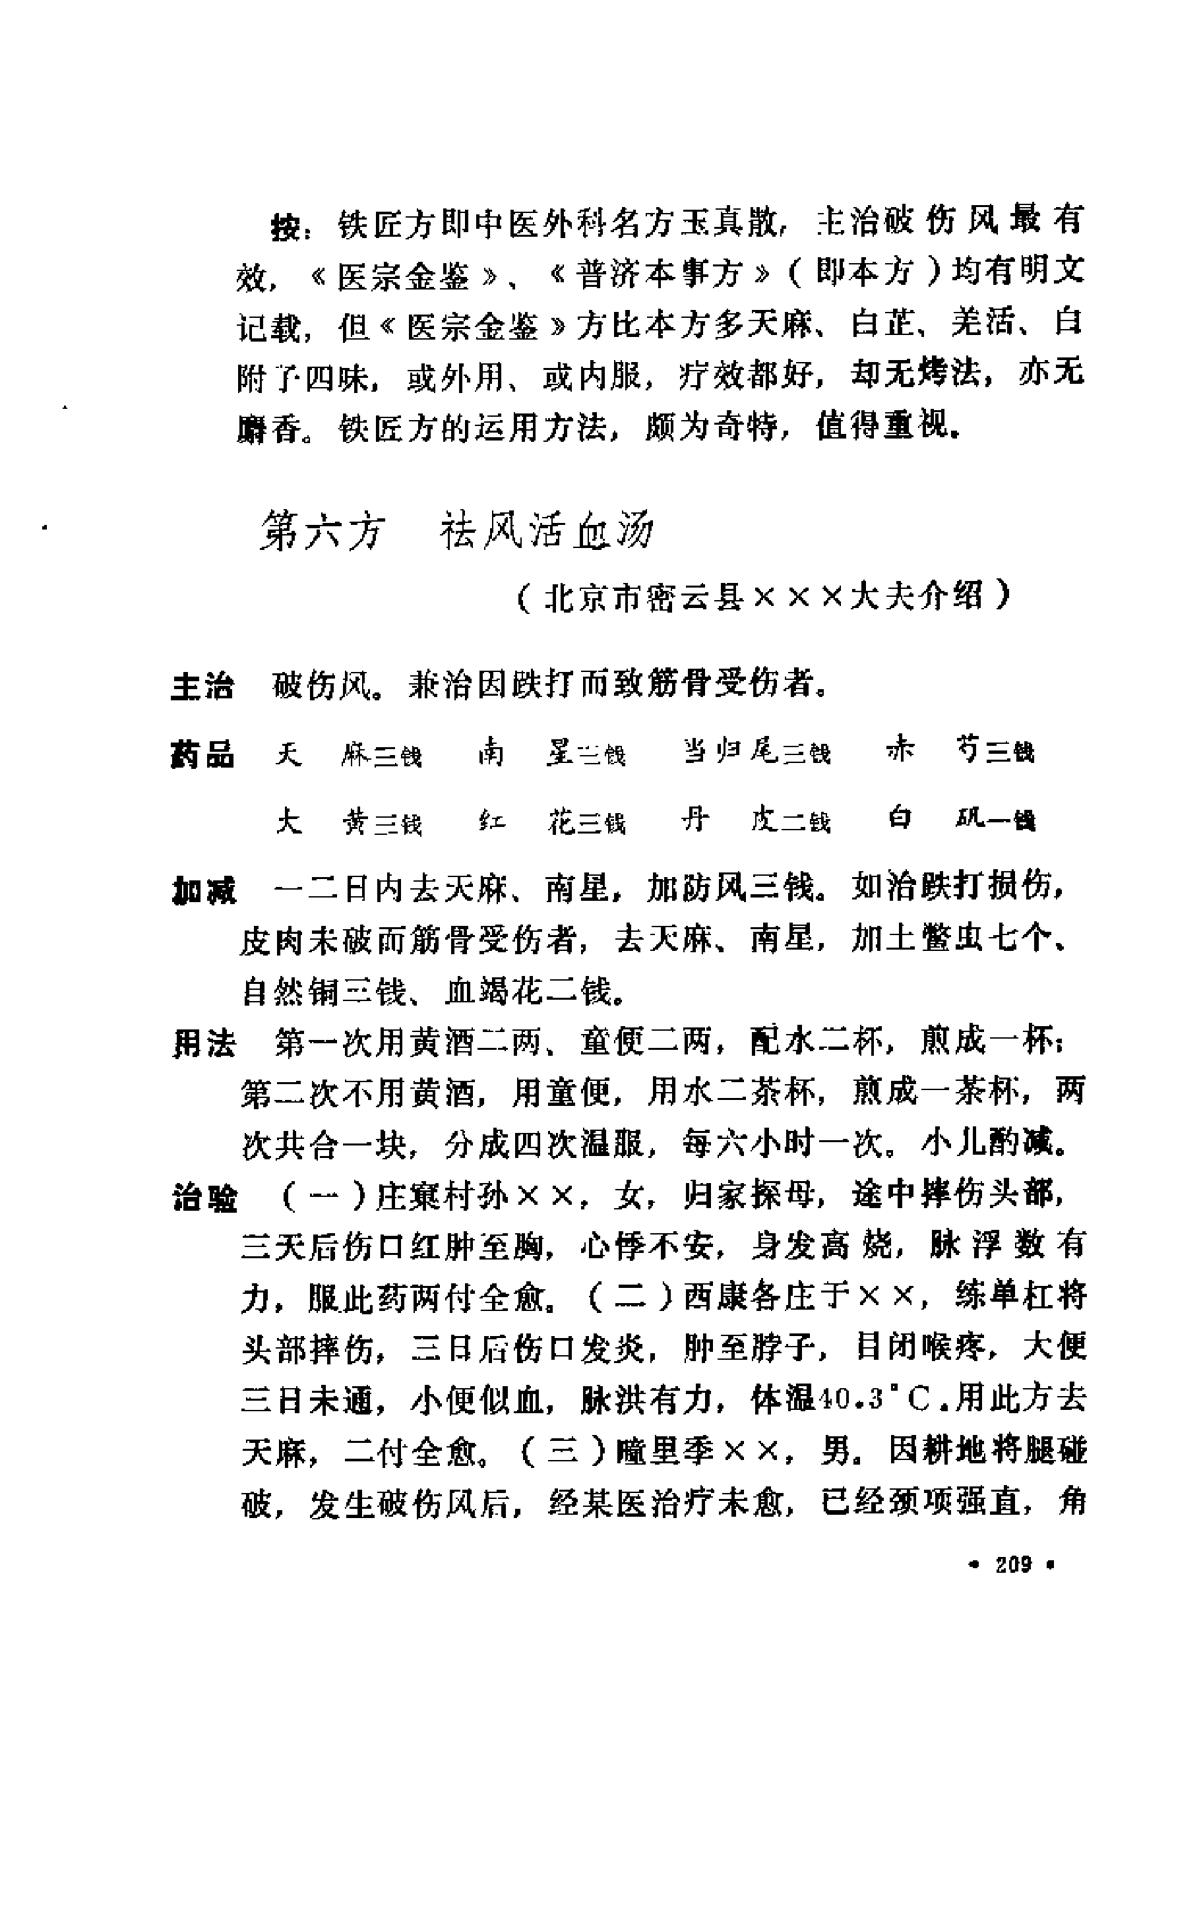 按：铁匠方即中医外科名方玉真散，主治破伤风最有
效，《医宗金鉴》、《普济本事方》（即本方）均有明文
记载，但《医宗金鉴》方比本方多天麻、白芷、羌活、白
附子四味，或外用、或内服，疗效都好，却无烤法，亦无
麝香。铁匠方的运用方法，颇为奇特，值得重视。
第六方 祛风活血汤
（北京市密云县×××大夫介绍）
主治 破伤风。兼治因跌打而致筋骨受伤者。
药品 天 麻三钱 南 星三钱 当归尾三钱 赤 芍三钱
大 黄三钱 红 花三钱 丹 皮二钱 白 矾一钱
加减 一二日内去天麻、南星，加防风三钱。如治跌打损伤，
皮肉未破而筋骨受伤者，去天麻、南星，加土鳖虫七个、
自然铜三钱、血竭花二钱。
用法 第一次用黄酒二两、童便二两，配水二杯，煎成一杯；
第二次不用黄酒，用童便，用水二茶杯，煎成一茶杯，两
次共合一块，分成四次温服，每六小时一次。小儿酌减。
治验 （一）庄窠村孙××，女，归家探母，途中摔伤头部，
三天后伤口红肿至胸，心悸不安，身发高烧，脉浮数有
力，服此药两付全愈。（二）西康各庄于××，练单杠将
头部摔伤，三日后伤口发炎，肿至脖子，目闭喉疼，大便
三日未通，小便似血，脉洪有力，体温40.3°C.用此方去
天麻，二付全愈。（三）疃里季××，男。因耕地将腿碰
破，发生破伤风后，经某医治疗未愈，已经颈项强直，角
• 209 •